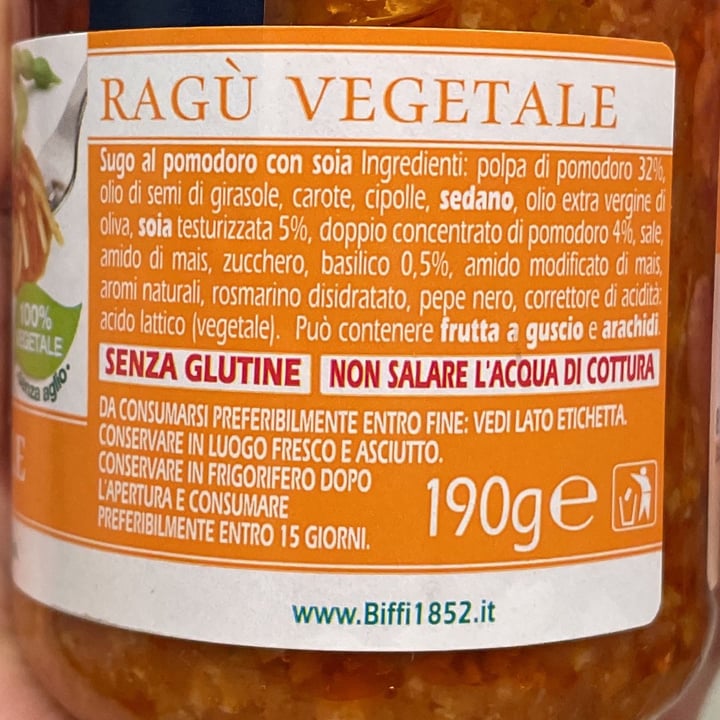 RAGÙ VEGETALE
Sugo al pomodoro con soia Ingredienti: polpa di pomodoro 32%,
olio di semi di girasole, carote, cipolle, sedano, olio extra vergine di
oliva, soia testurizzata 5%, doppio concentrato di pomodoro 4%, sale,
amido di mais, zucchero, basilico 0,5%, amido modificato di mais,
aromi naturali, rosmarino disidratato, pepe nero, correttore di acidità:
acido lattico (vegetale). Può contenere frutta a guscio e arachidi.
SENZA GLUTINE NON SALARE L'ACQUA DI COTTURA
DA CONSUMARSI PREFERIBILMENTE ENTRO FINE: VEDI LATO ETICHETTA.
CONSERVARE IN LUOGO FRESCO E ASCIUTTO.
CONSERVARE IN FRIGORIFERO DOPO
L'APERTURA E CONSUMARE
PREFERIBILMENTE ENTRO 15 GIORNI.
190g e
www.Biffi1852.it
100%
VEGETALE
senza aglio.
E